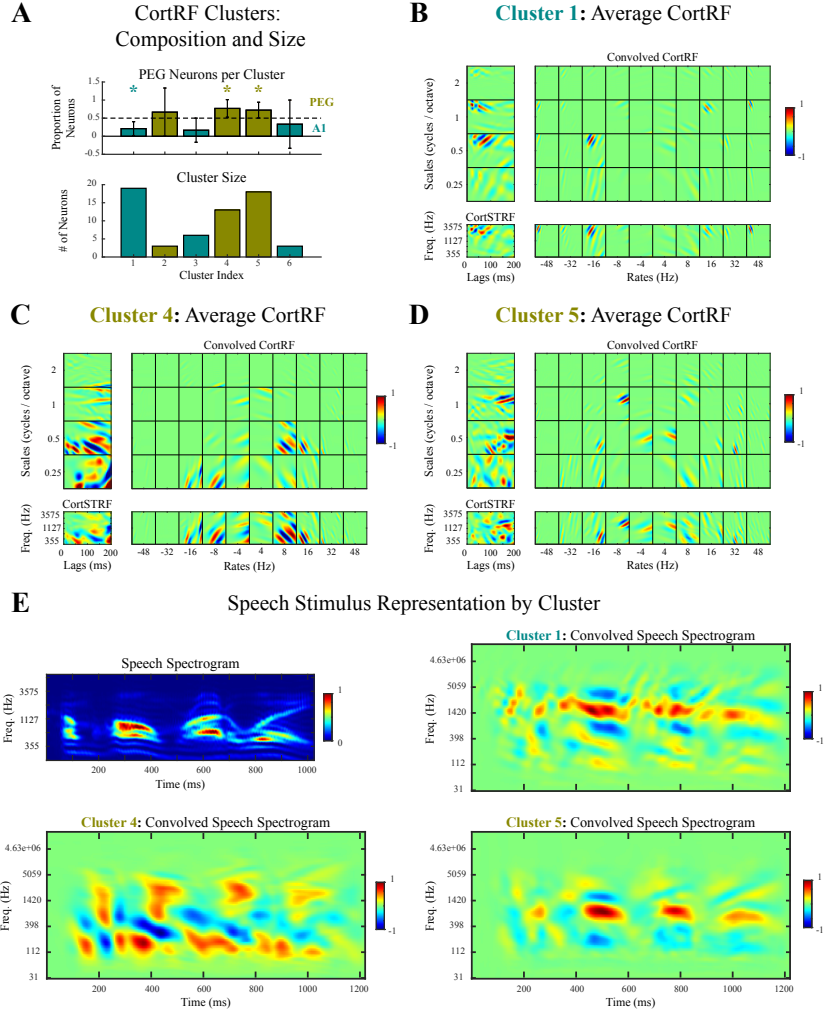 A
CortRF Clusters:
Composition and Size
PEG Neurons per Cluster
Proportion of
Neurons
1.5
1
0.5
0
-0.5
*
*
*
PEG
A1
Cluster Size
# of Neurons
20
15
10
5
0
1 2 3 4 5 6
Cluster Index
B
Cluster 1: Average CortRF
Convolved CortRF
Scales (cycles / octave)
2
1
0.5
0.25
1
-1
CortSTRF
Freq. (Hz)
3575
1127
355
0 100 200
Lags (ms)
-48 -32 -16 -8 -4 4 8 16 32 48
Rates (Hz)
C
Cluster 4: Average CortRF
Convolved CortRF
Scales (cycles / octave)
2
1
0.5
0.25
1
-1
CortSTRF
Freq. (Hz)
3575
1127
355
0 100 200
Lags (ms)
-48 -32 -16 -8 -4 4 8 16 32 48
Rates (Hz)
D
Cluster 5: Average CortRF
Convolved CortRF
Scales (cycles / octave)
2
1
0.5
0.25
1
-1
CortSTRF
Freq. (Hz)
3575
1127
355
0 100 200
Lags (ms)
-48 -32 -16 -8 -4 4 8 16 32 48
Rates (Hz)
E
Speech Stimulus Representation by Cluster
Speech Spectrogram
Freq. (Hz)
3575
1127
355
200 400 600 800 1000
Time (ms)
1
0
Cluster 1: Convolved Speech Spectrogram
Freq. (Hz)
4.63e+06
5059
1420
398
112
31
200 400 600 800 1000 1200
1
-1
Cluster 4: Convolved Speech Spectrogram
Freq. (Hz)
4.63e+06
5059
1420
398
112
31
200 400 600 800 1000 1200
Time (ms)
1
-1
Cluster 5: Convolved Speech Spectrogram
Freq. (Hz)
4.63e+06
5059
1420
398
112
31
200 400 600 800 1000 1200
Time (ms)
1
-1